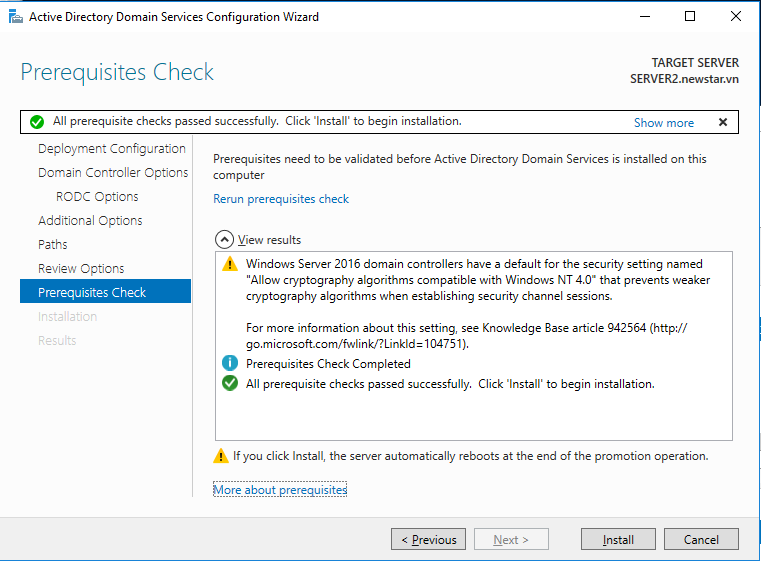 Active Directory Domain Services Configuration Wizard
Prerequisites Check
TARGET SERVER
SERVER2.newstar.vn
All prerequisite checks passed successfully.  Click 'Install' to begin installation.
Show more
Deployment Configuration
Domain Controller Options
RODC Options
Additional Options
Paths
Review Options
Prerequisites Check
Installation
Results
Prerequisites need to be validated before Active Directory Domain Services is installed on this
computer
Rerun prerequisites check
View results
Windows Server 2016 domain controllers have a default for the security setting named
"Allow cryptography algorithms compatible with Windows NT 4.0" that prevents weaker
cryptography algorithms when establishing security channel sessions.
For more information about this setting, see Knowledge Base article 942564 (http://
go.microsoft.com/fwlink/?LinkId=104751).
Prerequisites Check Completed
All prerequisite checks passed successfully.  Click 'Install' to begin installation.
If you click Install, the server automatically reboots at the end of the promotion operation.
More about prerequisites
< Previous
Next >
Install
Cancel